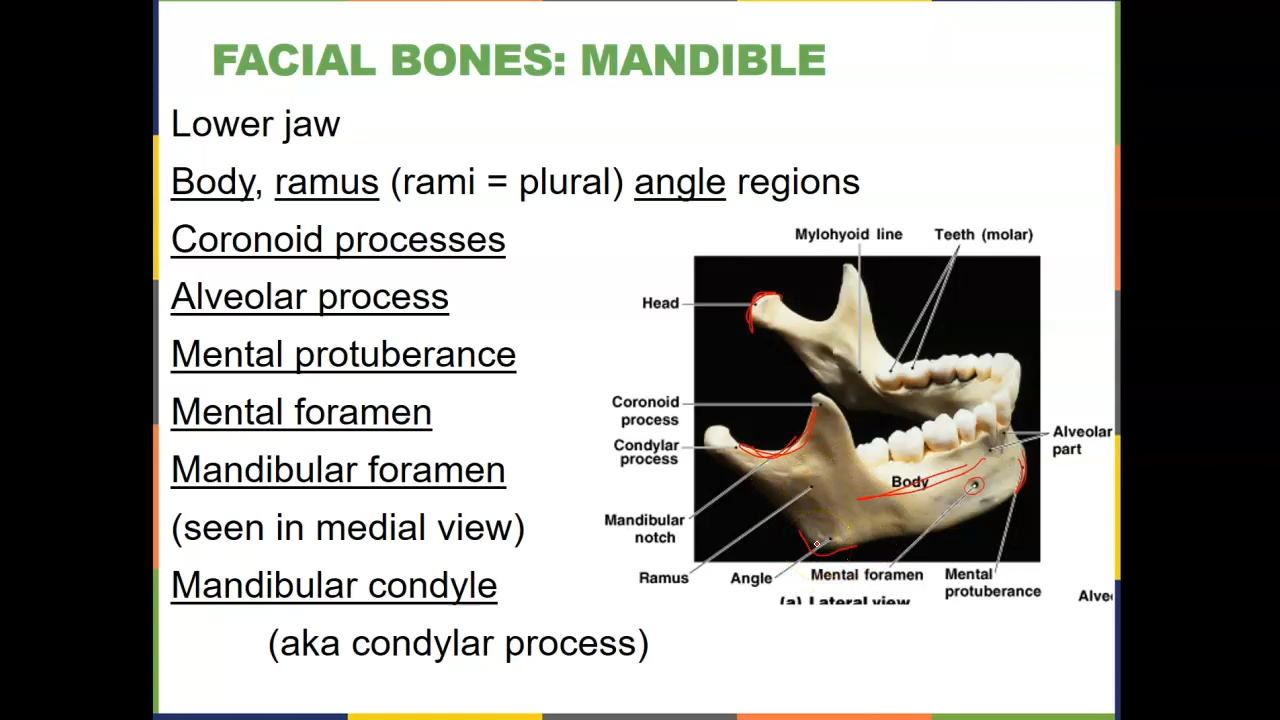 FACIAL BONES: MANDIBLE
Lower jaw
Body, ramus (rami = plural) angle regions
Coronoid processes
Alveolar process
Mental protuberance
Mental foramen
Mandibular foramen
(seen in medial view)
Mandibular condyle
(aka condylar process)
Mylohyoid line
Teeth (molar)
Head
Coronoid
process
Condylar
process
Alveolar
part
Body
Mandibular
notch
Ramus
Angle
Mental foramen
Mental
protuberance
(a) Lateral view